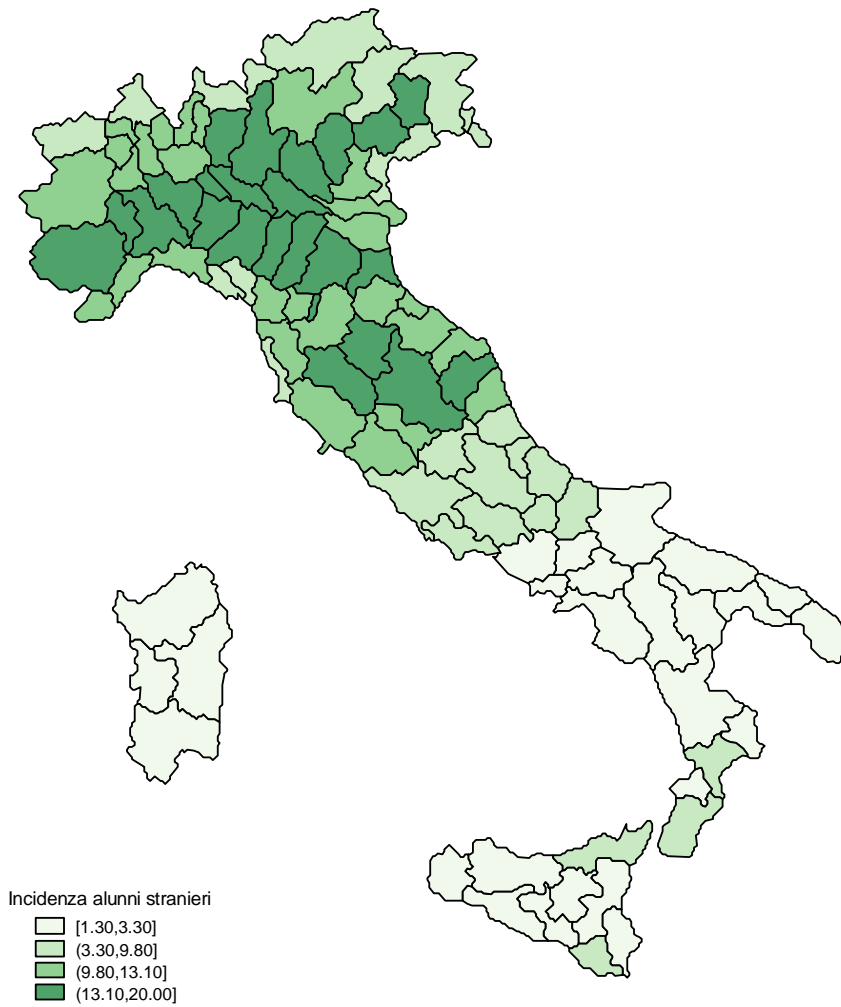 Incidenza alunni stranieri
[1.30,3.30]
(3.30,9.80]
(9.80,13.10]
(13.10,20.00]